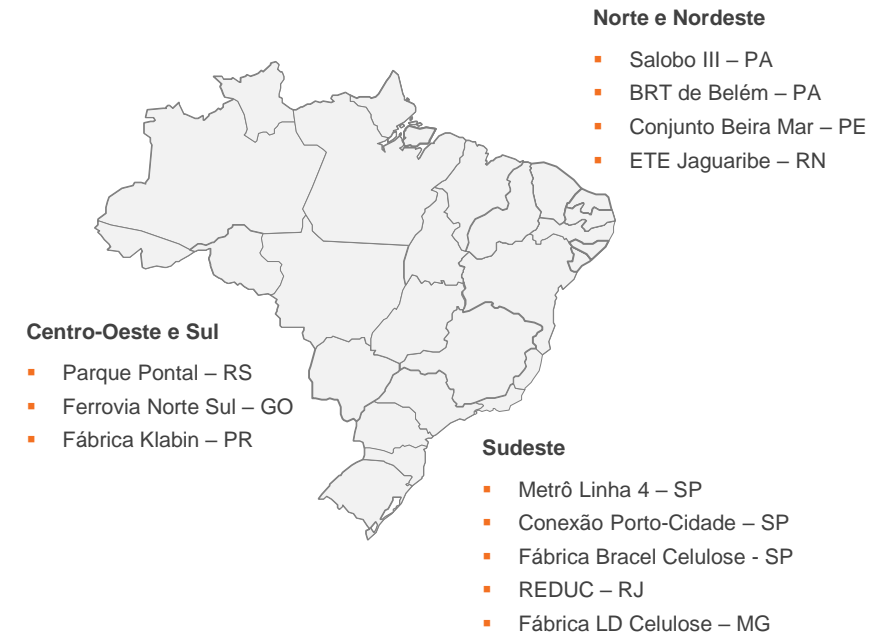 Norte e Nordeste
▪ Salobo III – PA
▪ BRT de Belém – PA
▪ Conjunto Beira Mar – PE
▪ ETE Jaguaribe – RN
Centro-Oeste e Sul
▪ Parque Pontal – RS
▪ Ferrovia Norte Sul – GO
▪ Fábrica Klabin – PR
Sudeste
▪ Metrô Linha 4 – SP
▪ Conexão Porto-Cidade – SP
▪ Fábrica Bracel Celulose - SP
▪ REDUC – RJ
▪ Fábrica LD Celulose – MG